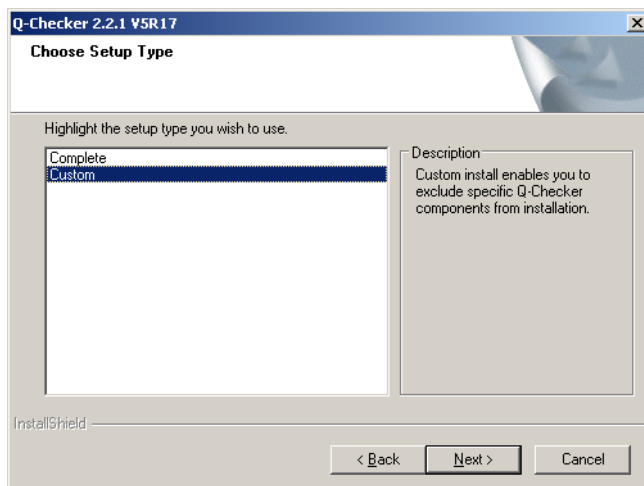 Q-Checker 2.2.1 V5R17
Choose Setup Type
Highlight the setup type you wish to use.
Complete
Custom
Description
Custom install enables you to
exclude specific Q-Checker
components from installation.
InstallShield
< Back
Next >
Cancel